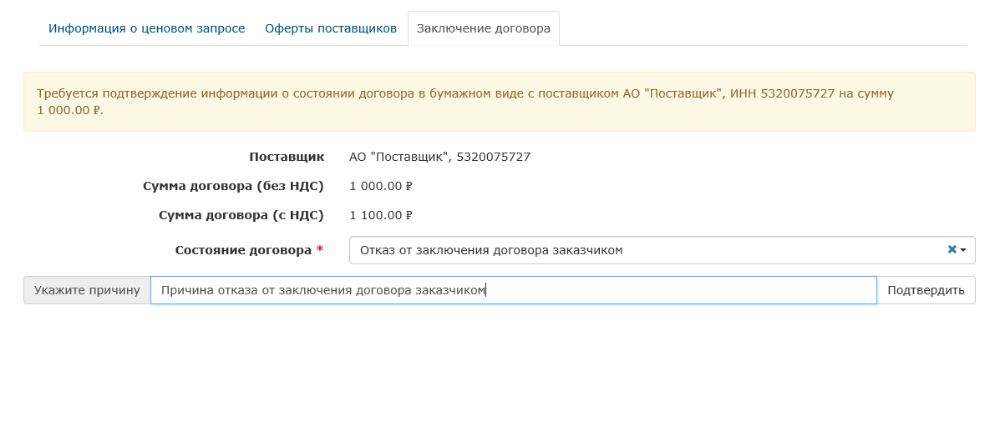 Информация о ценовом запросе Оферты поставщиков Заключение договора
Требуется подтверждение информации о состоянии договора в бумажном виде с поставщиком АО "Поставщик", ИНН 5320075727 на сумму
1 000.00 ₽.
Поставщик АО "Поставщик", 5320075727
Сумма договора (без НДС) 1 000.00 ₽
Сумма договора (с НДС) 1 100.00 ₽
Состояние договора * Отказ от заключения договора заказчиком
Укажите причину Причина отказа от заключения договора заказчиком Подтвердить